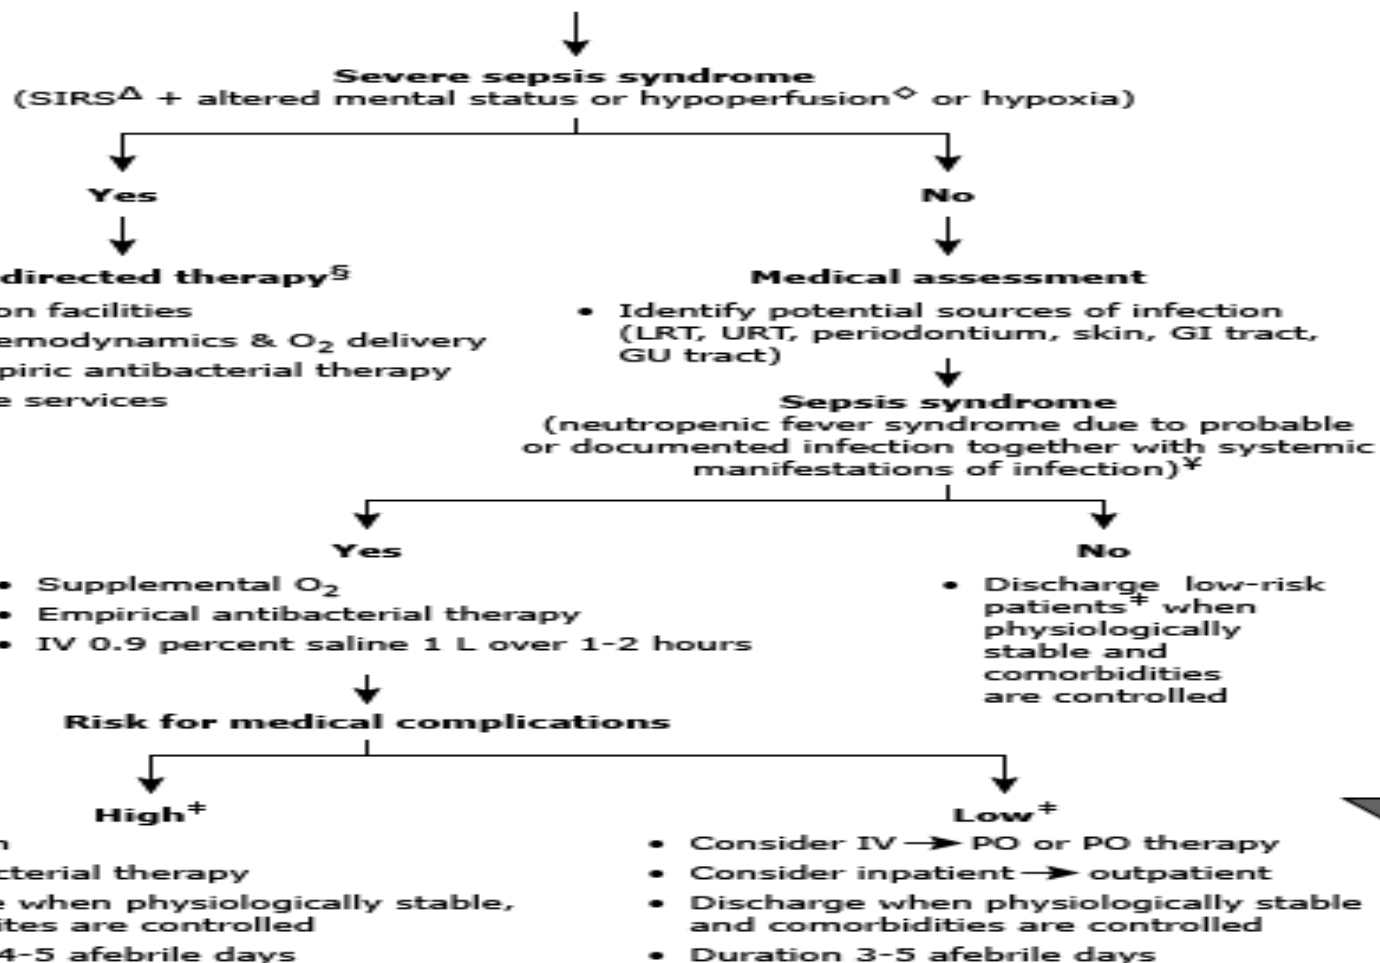 Severe sepsis syndrome
(SIRSΔ + altered mental status or hypoperfusion◇ or hypoxia)
Yes
No
directed therapy§
on facilities
emodynamics & O2 delivery
piric antibacterial therapy
e services
Medical assessment
• Identify potential sources of infection
(LRT, URT, periodontium, skin, GI tract,
GU tract)
Sepsis syndrome
(neutropenic fever syndrome due to probable
or documented infection together with systemic
manifestations of infection)¥
Yes
No
• Supplemental O2
• Empirical antibacterial therapy
• IV 0.9 percent saline 1 L over 1-2 hours
• Discharge low-risk
patients‡ when
physiologically
stable and
comorbidities
are controlled
Risk for medical complications
High‡
Low‡
n
cterial therapy
e when physiologically stable,
ites are controlled
4-5 afebrile days
• Consider IV → PO or PO therapy
• Consider inpatient → outpatient
• Discharge when physiologically stable
and comorbidities are controlled
• Duration 3-5 afebrile days